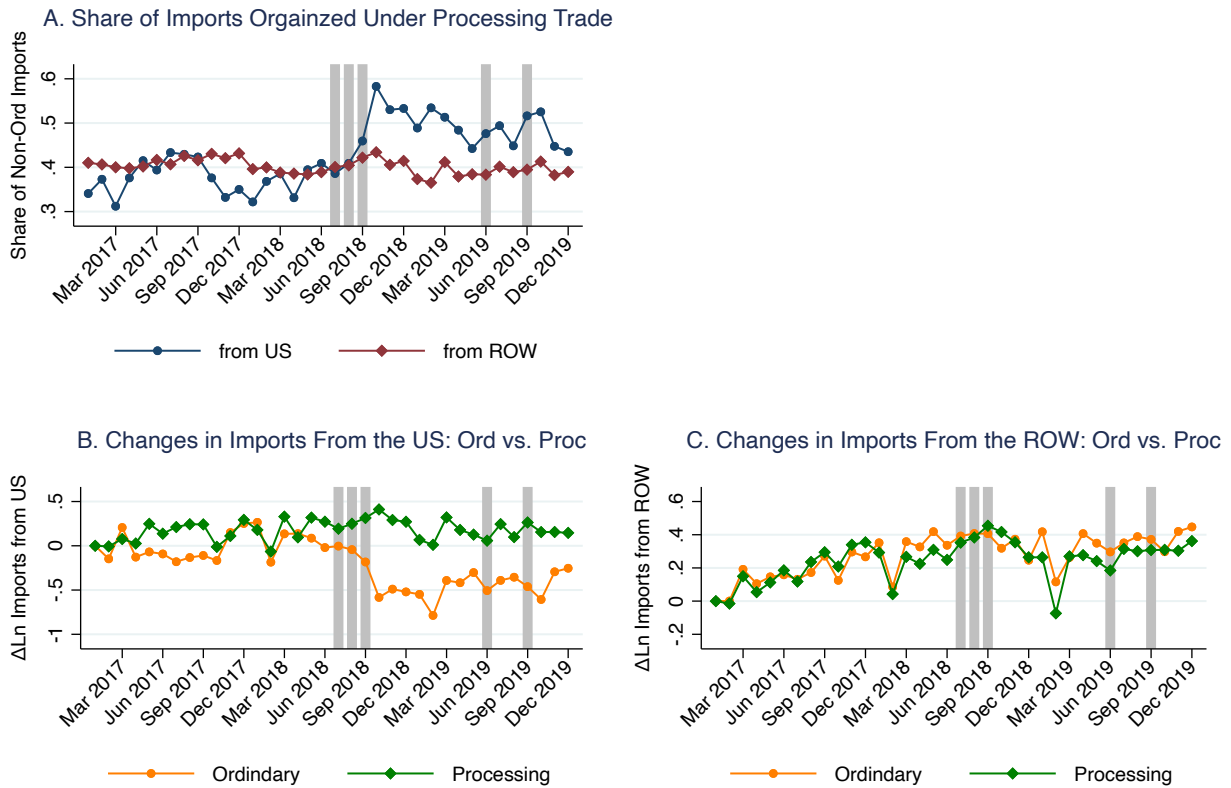 A. Share of Imports Orgainzed Under Processing Trade
Share of Non-Ord Imports
.6
.5
.4
.3
Mar 2017
Jun 2017
Sep 2017
Dec 2017
Mar 2018
Jun 2018
Sep 2018
Dec 2018
Mar 2019
Jun 2019
Sep 2019
Dec 2019
from US
from ROW
B. Changes in Imports From the US: Ord vs. Proc
ΔLn Imports from US
.5
0
-.5
-1
Mar 2017
Jun 2017
Sep 2017
Dec 2017
Mar 2018
Jun 2018
Sep 2018
Dec 2018
Mar 2019
Jun 2019
Sep 2019
Dec 2019
Ordindary
Processing
C. Changes in Imports From the ROW: Ord vs. Proc
ΔLn Imports from ROW
.6
.4
.2
0
-.2
Mar 2017
Jun 2017
Sep 2017
Dec 2017
Mar 2018
Jun 2018
Sep 2018
Dec 2018
Mar 2019
Jun 2019
Sep 2019
Dec 2019
Ordindary
Processing